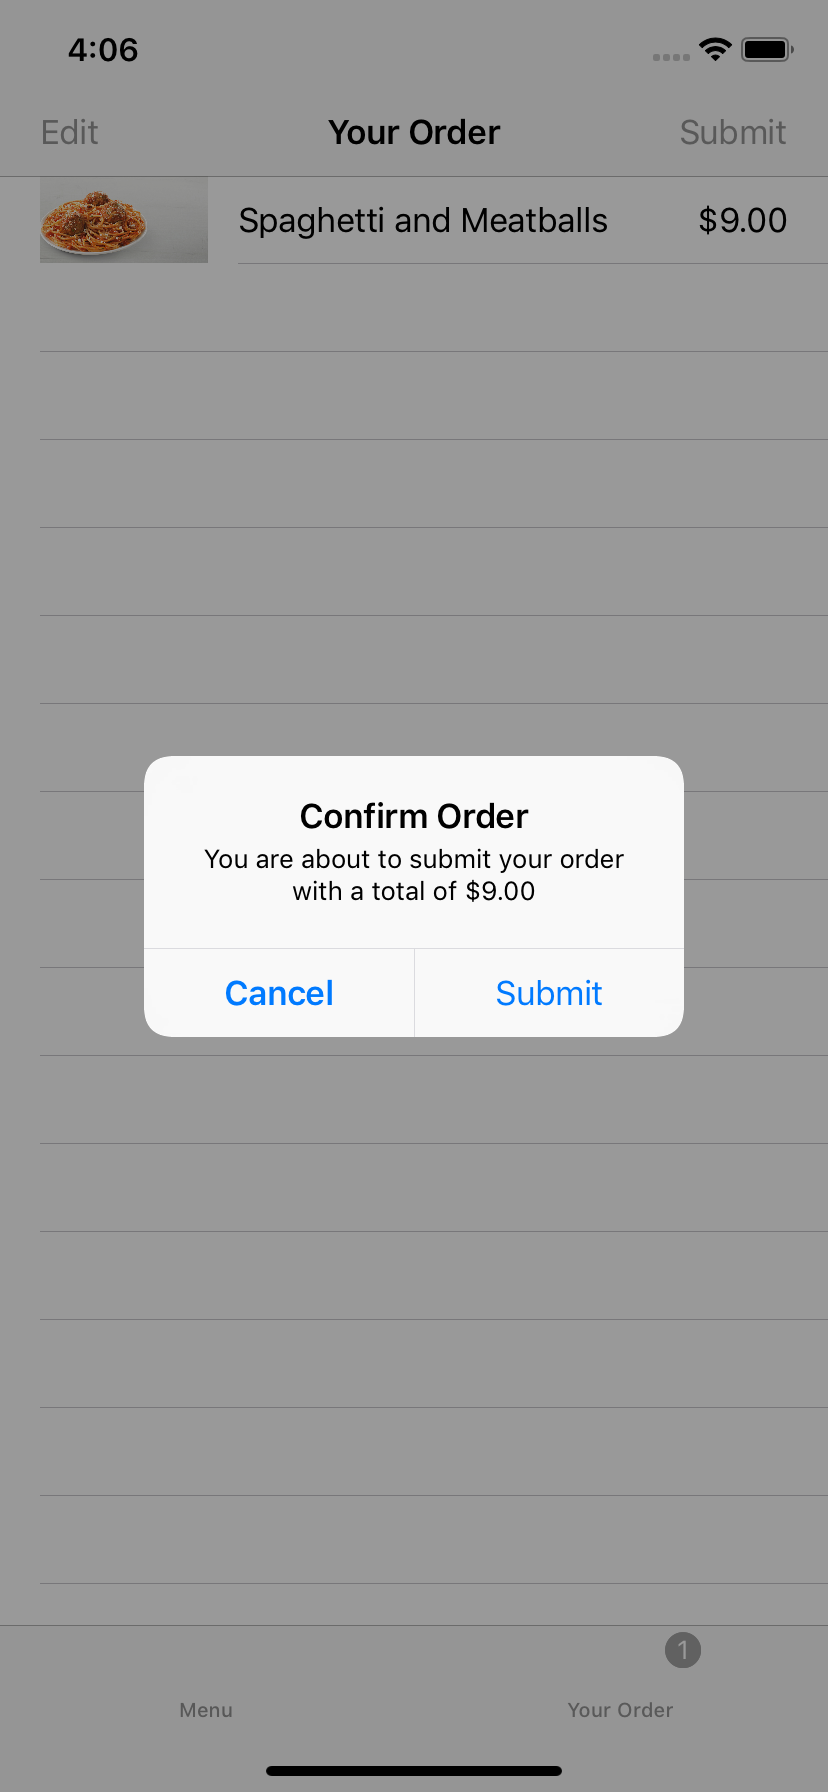 4:06
Edit Your Order Submit
Spaghetti and Meatballs $9.00
Confirm Order
You are about to submit your order
with a total of $9.00
Cancel Submit
1
Menu Your Order